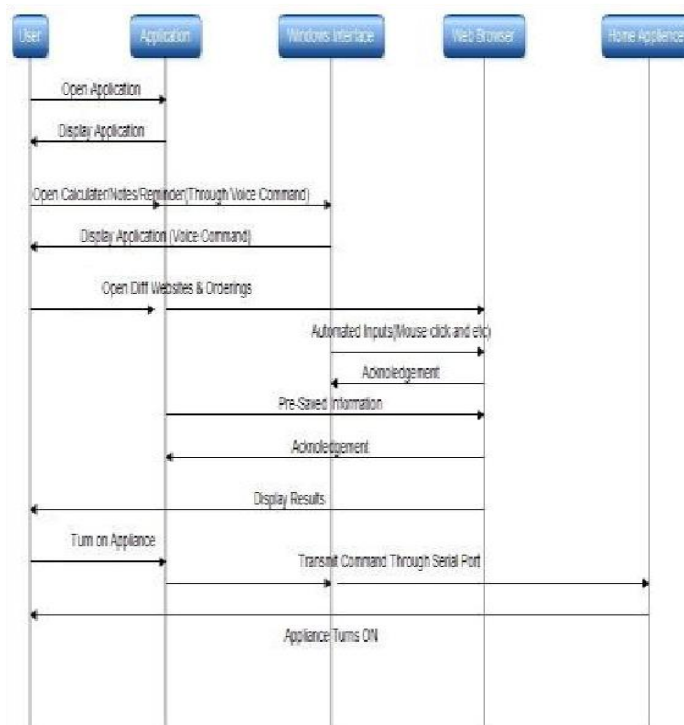 User
Application
Windows Interface
Web Browser
Home Applience
Open Application
Display Application
Open Calculater/Notes/Reminder(Through Voice Command)
Display Application (Voice Command)
Open Diff Websites & Orderings
Automated Inputs(Mouse click and etc)
Acknoledgement
Pre-Saved Information
Acknoledgement
Display Results
Turn on Appliance
Transmit Command Through Serial Port
Appliance Turns ON